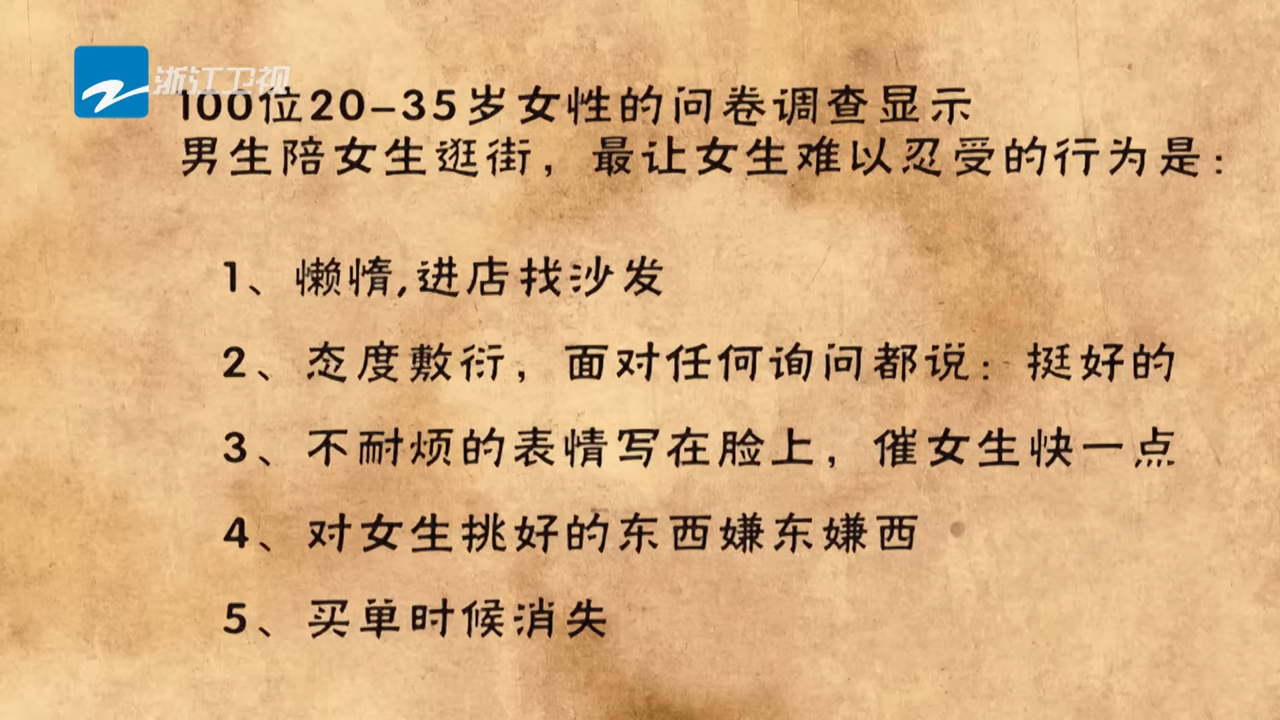 浙江卫视
100位20-35岁女性的问卷调查显示
男生陪女生逛街，最让女生难以忍受的行为是：
1、懒惰,进店找沙发
2、态度敷衍，面对任何询问都说：挺好的
3、不耐烦的表情写在脸上，催女生快一点
4、对女生挑好的东西嫌东嫌西
5、买单时候消失